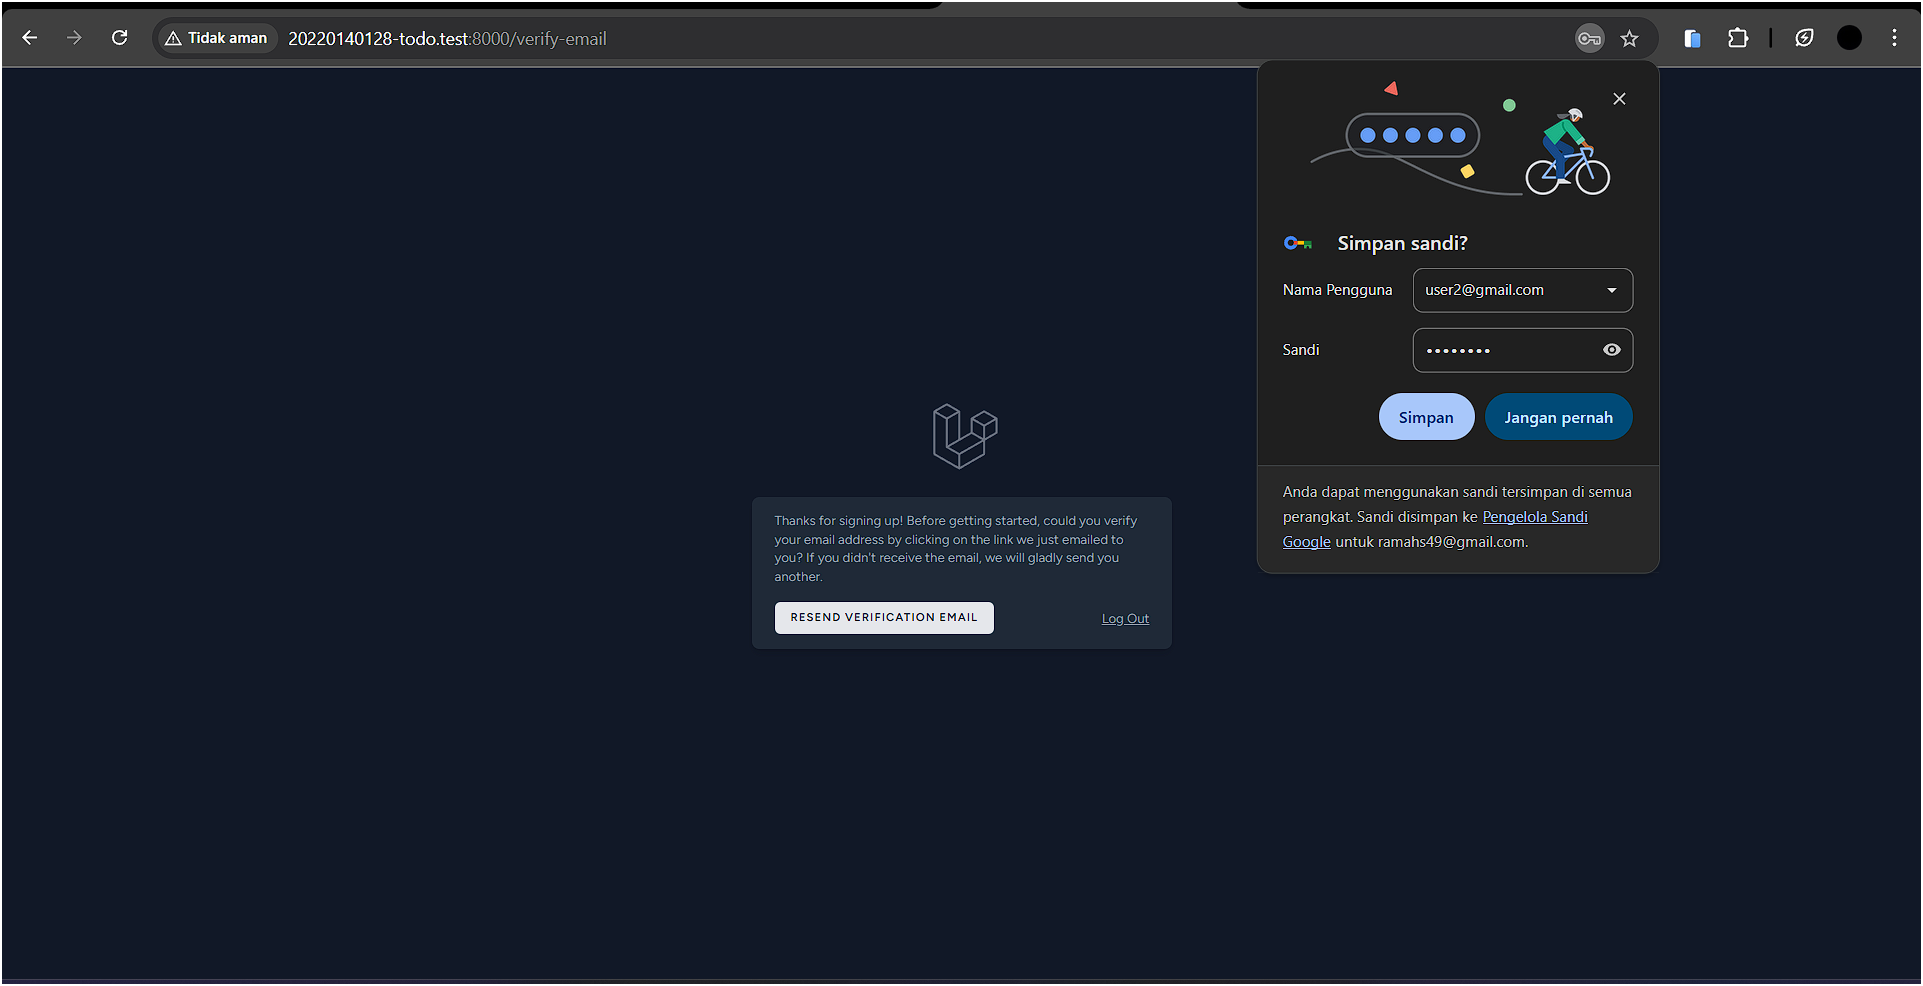 Tidak aman
20220140128-todo.test:8000/verify-email
Simpan sandi?
Nama Pengguna
user2@gmail.com
Sandi
••••••••
Simpan
Jangan pernah
Anda dapat menggunakan sandi tersimpan di semua
perangkat. Sandi disimpan ke Pengelola Sandi
Google untuk ramahs49@gmail.com.
Thanks for signing up! Before getting started, could you verify
your email address by clicking on the link we just emailed to
you? If you didn't receive the email, we will gladly send you
another.
RESEND VERIFICATION EMAIL
Log Out